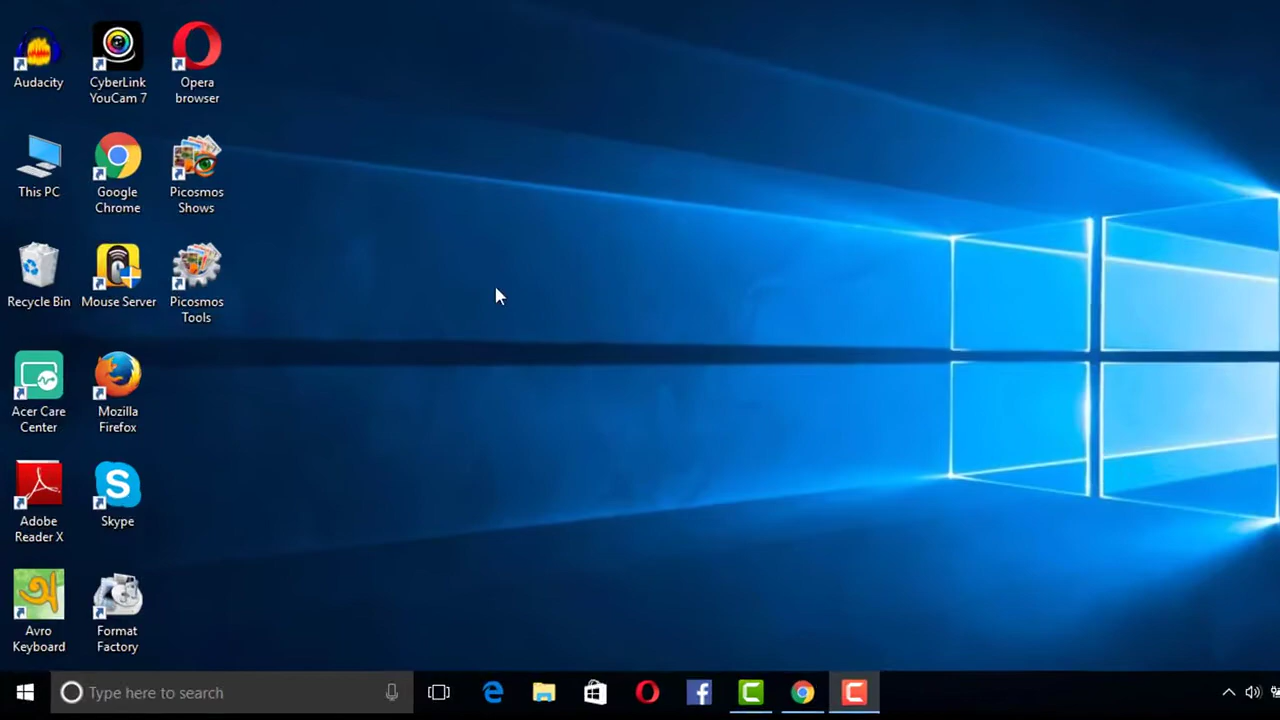 Audacity
CyberLink
YouCam 7
Opera
browser
This PC
Google
Chrome
Picosmos
Shows
Recycle Bin
Mouse Server
Picosmos
Tools
Acer Care
Center
Mozilla
Firefox
Adobe
Reader X
S
Skype
অ
Avro
Keyboard
Format
Factory
Type here to search